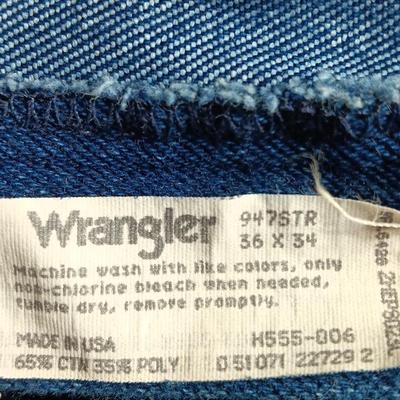 Wrangler 947STR
36 X 34
Machine wash with like colors, only
non-chlorine bleach when needed,
tumble dry, remove promptly.
MADE IN USA H555-006
65% CTN 35% POLY 0 51071 22729 2